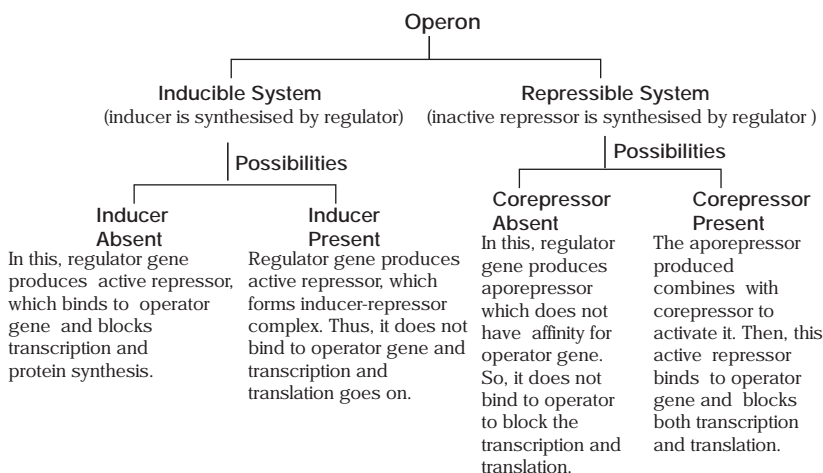 Operon
Inducible System
(inducer is synthesised by regulator)
Repressible System
(inactive repressor is synthesised by regulator )
Possibilities
Possibilities
Inducer
Absent
In this, regulator gene
produces active repressor,
which binds to operator
gene and blocks
transcription and
protein synthesis.
Inducer
Present
Regulator gene produces
active repressor, which
forms inducer-repressor
complex. Thus, it does not
bind to operator gene and
transcription and
translation goes on.
Corepressor
Absent
In this, regulator
gene produces
aporepressor
which does not
have affinity for
operator gene.
So, it does not
bind to operator
to block the
transcription and
translation.
Corepressor
Present
The aporepressor
produced
combines with
corepressor to
activate it. Then, this
active repressor
binds to operator
gene and blocks
both transcription
and translation.